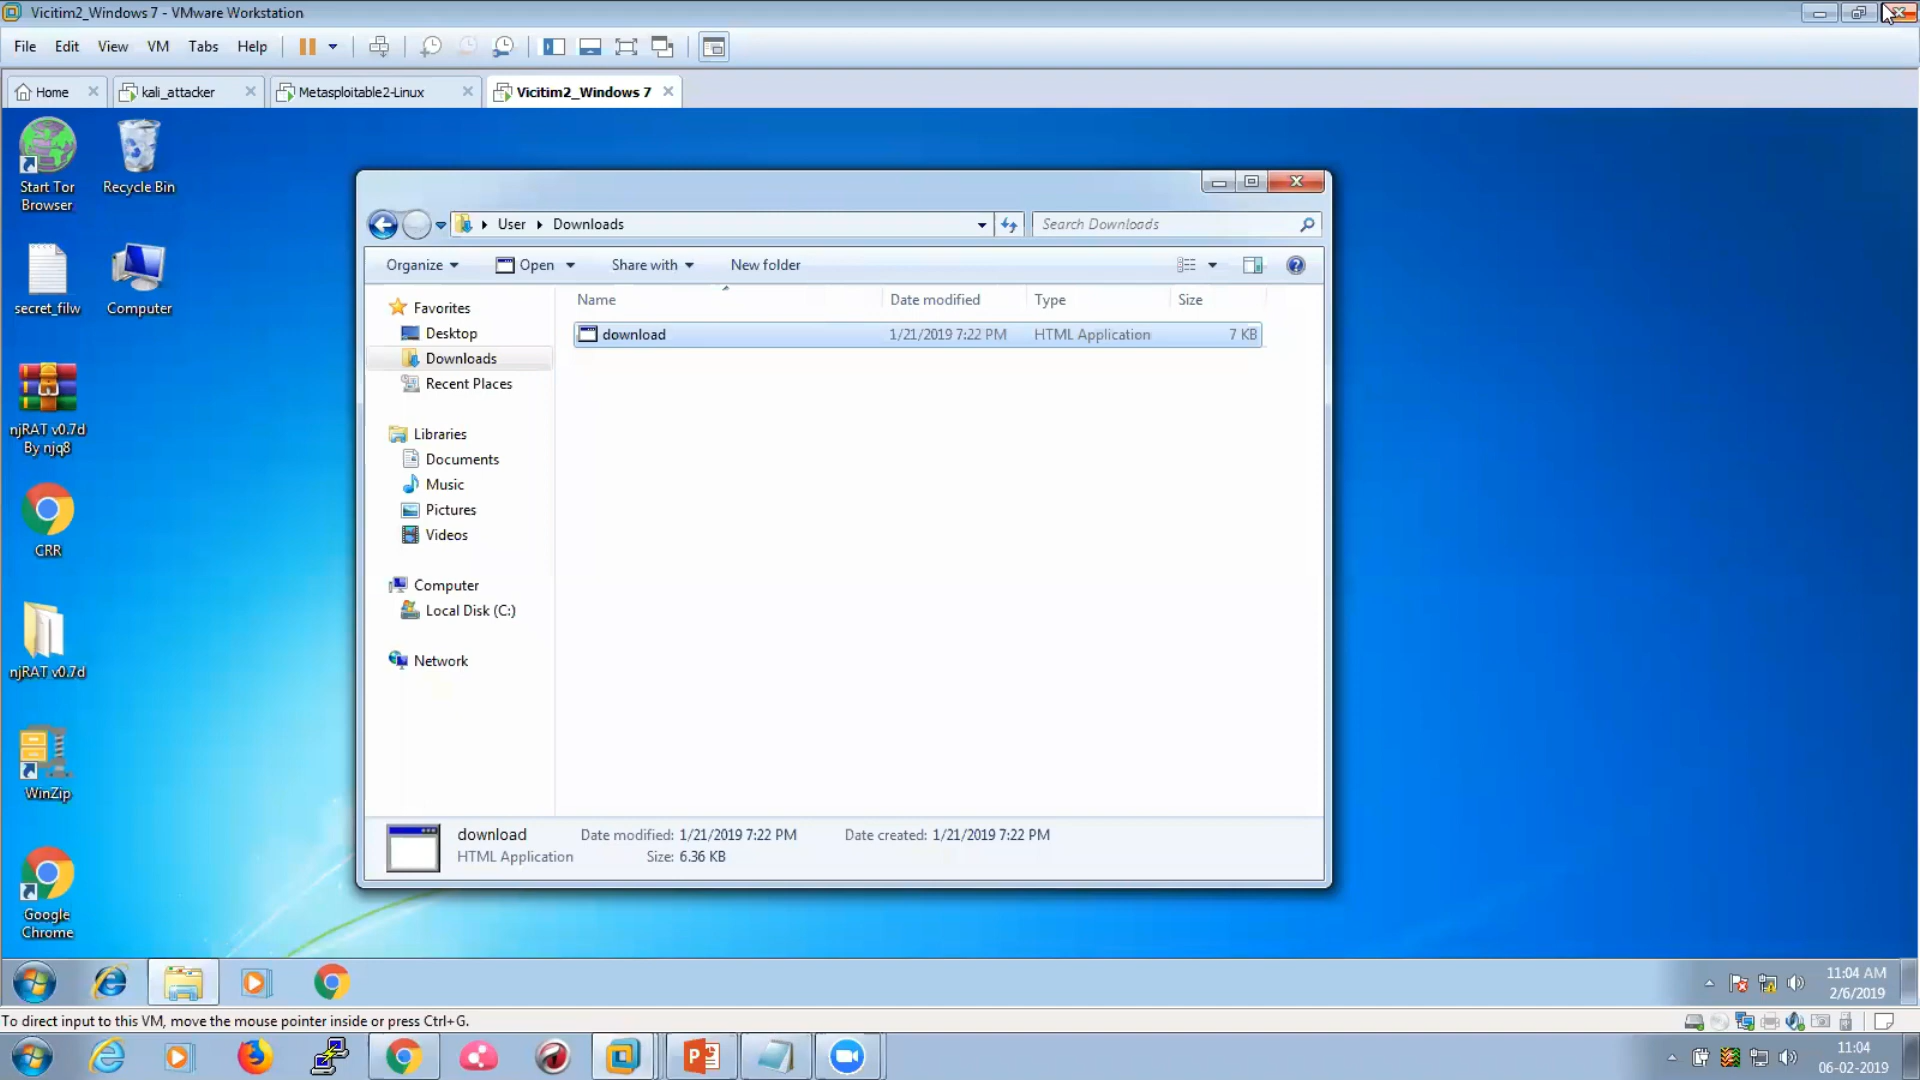 Vicitim2_Windows 7 - VMware Workstation
File Edit View VM Tabs Help
Home kali_attacker Metasploitable2-Linux Vicitim2_Windows 7
Start Tor
Browser
Recycle Bin
secret_filw
Computer
njRAT v0.7d
By njq8
CRR
njRAT v0.7d
WinZip
Google
Chrome
User Downloads Search Downloads
Organize Open Share with New folder
Name Date modified Type Size
download 1/21/2019 7:22 PM HTML Application 7 KB
Favorites
Desktop
Downloads
Recent Places
Libraries
Documents
Music
Pictures
Videos
Computer
Local Disk (C:)
Network
download Date modified: 1/21/2019 7:22 PM Date created: 1/21/2019 7:22 PM
HTML Application Size: 6.36 KB
11:04 AM
2/6/2019
To direct input to this VM, move the mouse pointer inside or press Ctrl+G.
11:04
06-02-2019